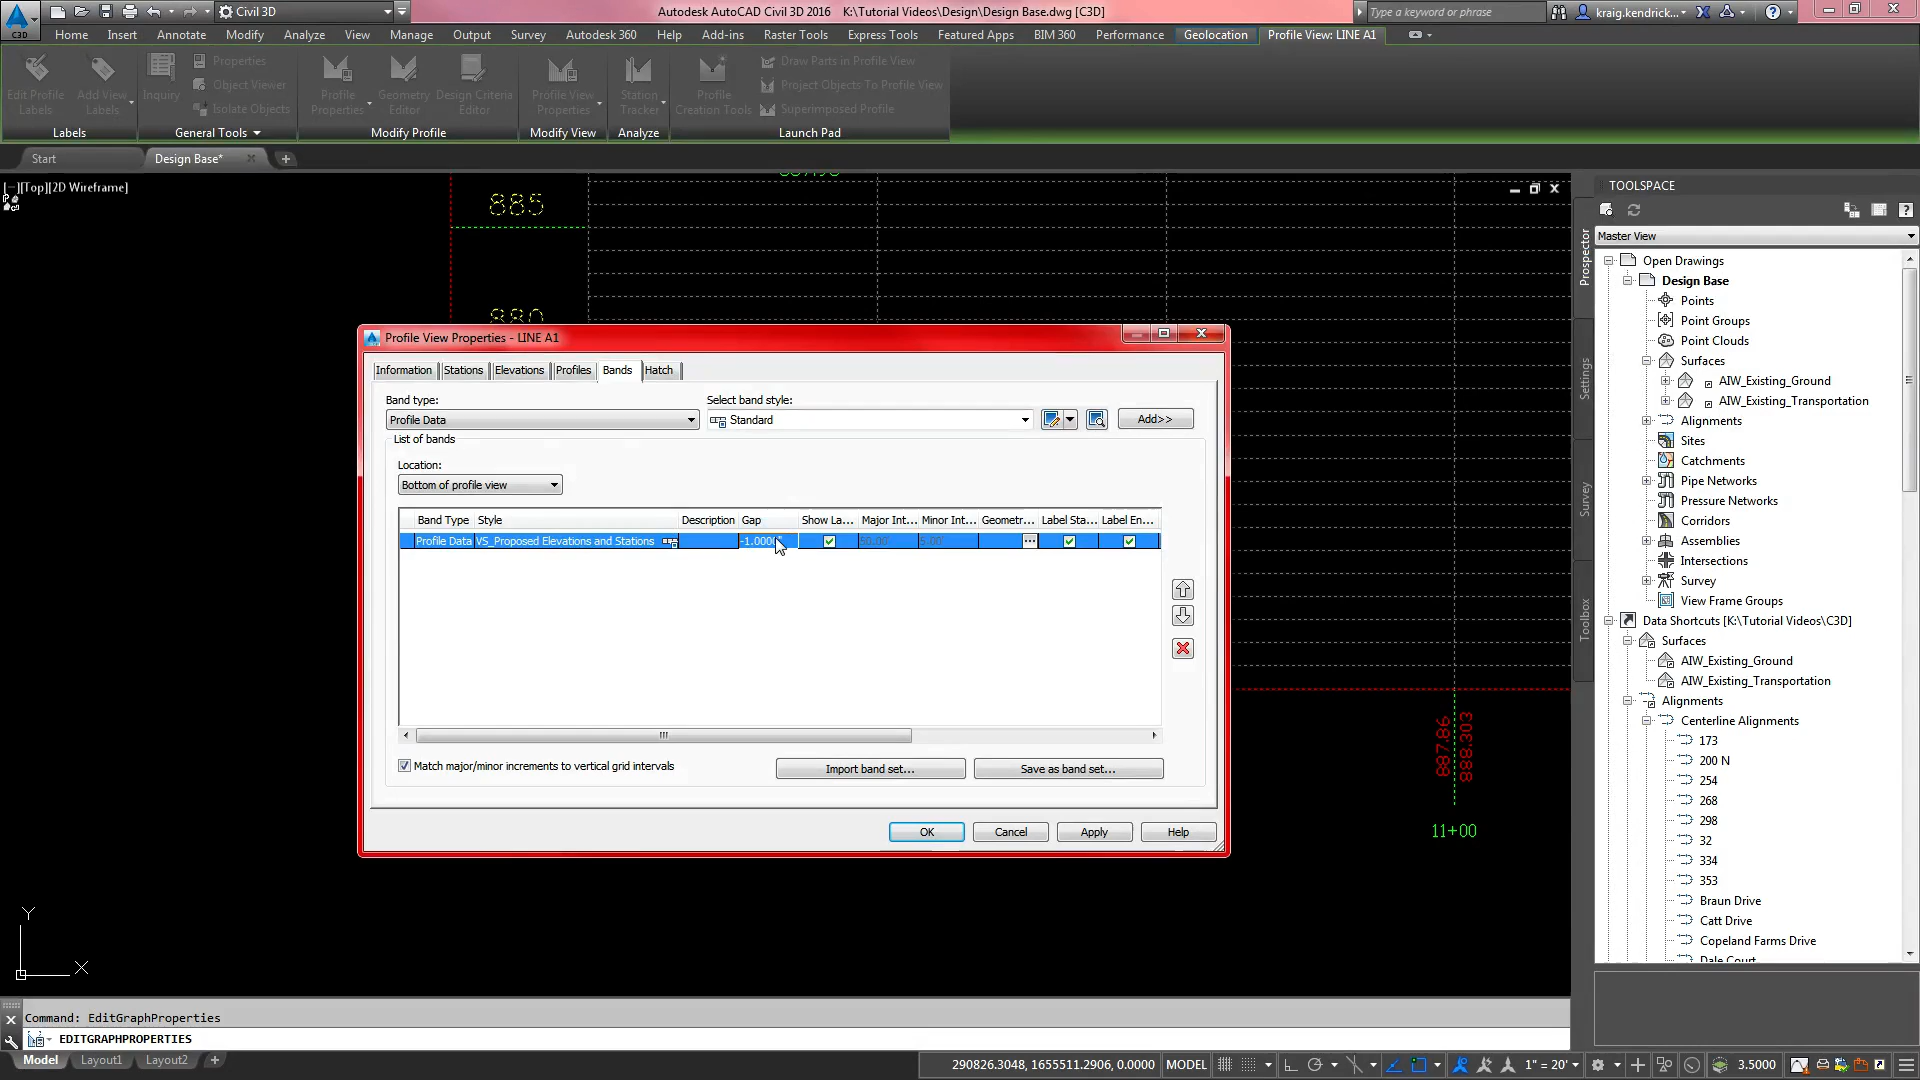 Civil 3D
Autodesk AutoCAD Civil 3D 2016 K:\Tutorial Videos\Design\Design Base.dwg [C3D]
Type a keyword or phrase
kraig.kendrick...
C3D
Home Insert Annotate Modify Analyze View Manage Output Survey Autodesk 360 Help Add-ins Raster Tools Express Tools Featured Apps BIM 360 Performance Geolocation Profile View: LINE A1
Edit Profile Labels
Add View Labels
Inquiry
Properties
Object Viewer
Isolate Objects
Profile Properties
Geometry Editor
Design Criteria Editor
Profile View Properties
Station Tracker
Profile Creation Tools
Draw Parts in Profile View
Project Objects To Profile View
Superimposed Profile
Labels General Tools Modify Profile Modify View Analyze Launch Pad
Start Design Base*
[−][Top][2D Wireframe]
885
880
Profile View Properties - LINE A1
Information Stations Elevations Profiles Bands Hatch
Band type:
Profile Data
Select band style:
Standard
Add>>
List of bands
Location:
Bottom of profile view
Band Type Style Description Gap Show La... Major Int... Minor Int... Geometr... Label Sta... Label En...
Profile Data VS_Proposed Elevations and Stations -1.0000" 50.00' 5.00' ...
Match major/minor increments to vertical grid intervals
Import band set... Save as band set...
OK Cancel Apply Help
887.86
888.303
11+00
Y
X
TOOLSPACE
Master View
Prospector
Settings
Survey
Toolbox
Open Drawings
Design Base
Points
Point Groups
Point Clouds
Surfaces
AIW_Existing_Ground
AIW_Existing_Transportation
Alignments
Sites
Catchments
Pipe Networks
Pressure Networks
Corridors
Assemblies
Intersections
Survey
View Frame Groups
Data Shortcuts [K:\Tutorial Videos\C3D]
Surfaces
AIW_Existing_Ground
AIW_Existing_Transportation
Alignments
Centerline Alignments
173
200 N
254
268
298
32
334
353
Braun Drive
Catt Drive
Copeland Farms Drive
Dale Court
Command: EditGraphProperties
EDITGRAPHPROPERTIES
Model Layout1 Layout2
290826.3048, 1655511.2906, 0.0000 MODEL 1" = 20' 3.5000